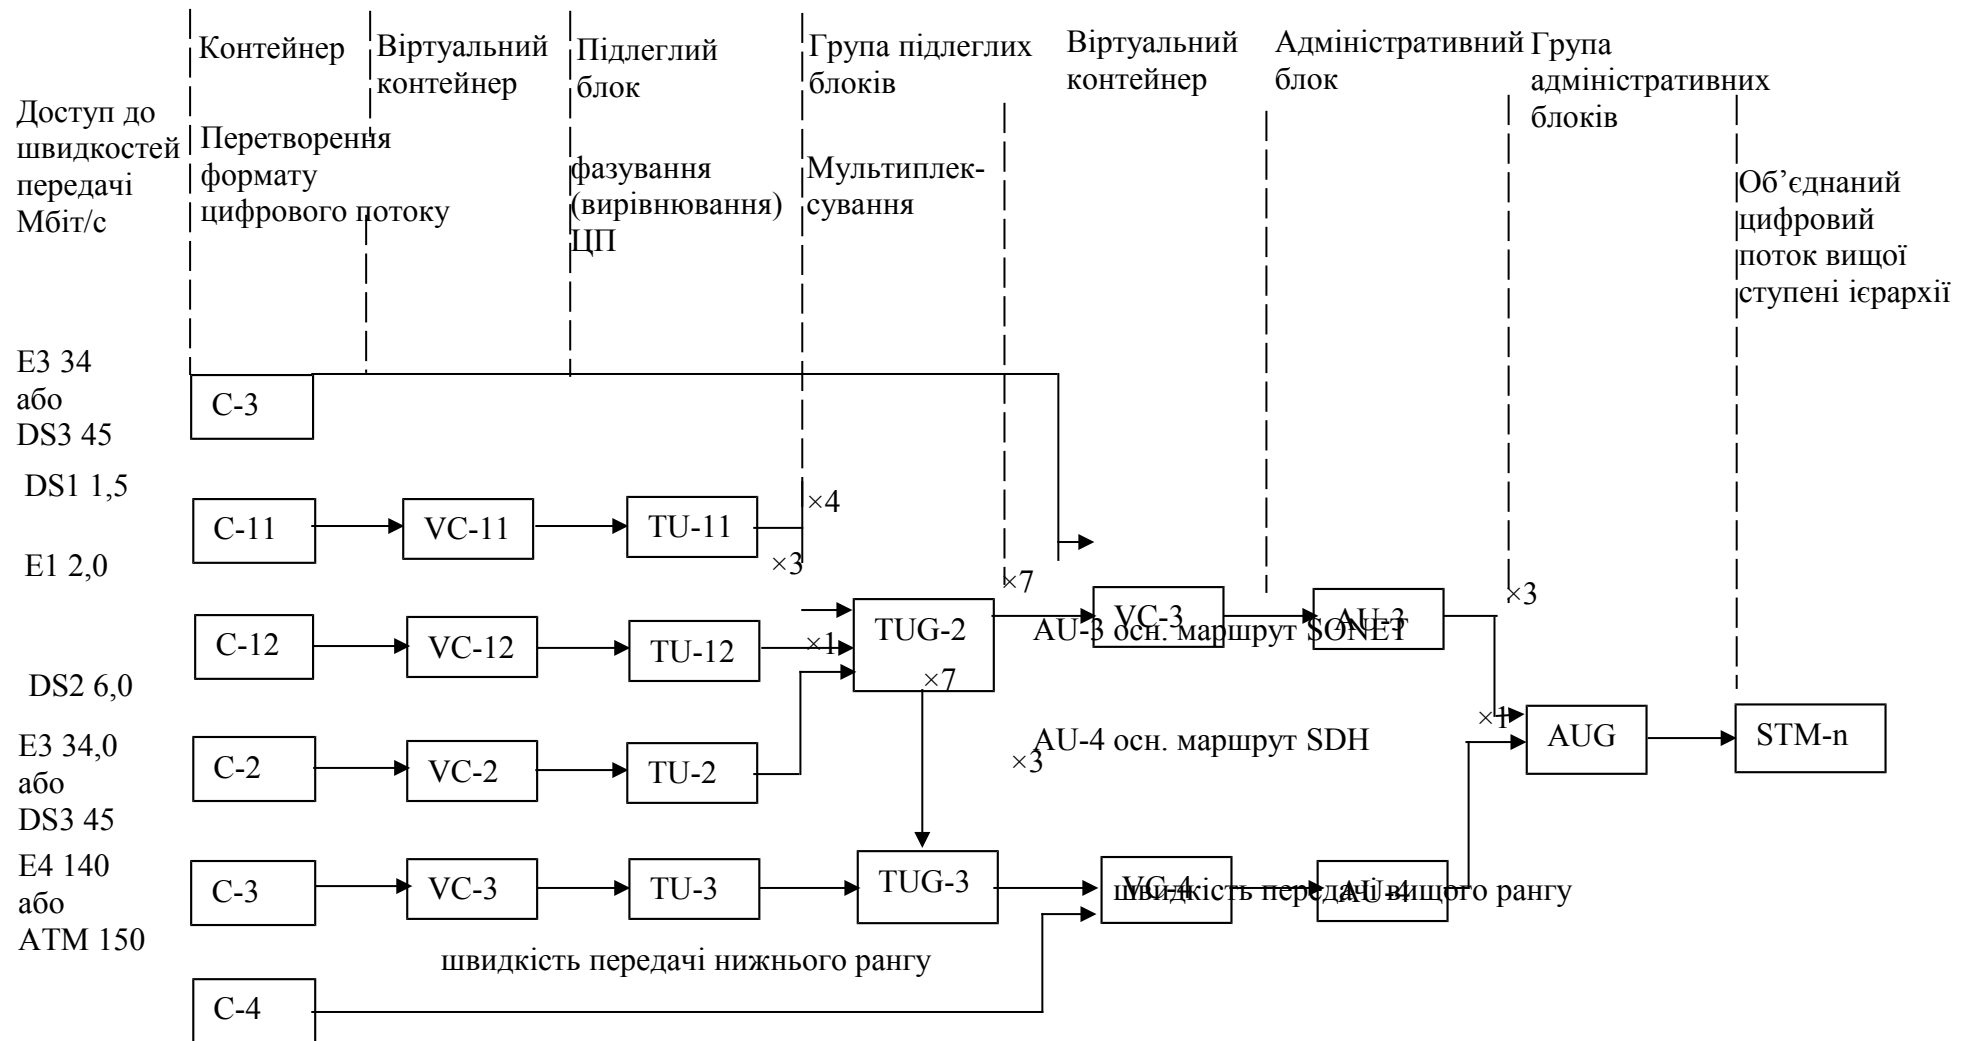 Контейнер
Віртуальний
контейнер
Підлеглий
блок
Група підлеглих
блоків
Віртуальний
контейнер
Адміністративний
блок
Група
адміністративних
блоків
Доступ до
швидкостей
передачі
Мбіт/с
Перетворення
формату
цифрового потоку
фазування
(вирівнювання)
ЦП
Мультиплек-
сування
Об’єднаний
цифровий
поток вищої
ступені ієрархії
E3 34
або
DS3 45
C-3
DS1 1,5
C-11
VC-11
TU-11
×4
E1 2,0
×3
×7
×3
C-12
VC-12
TU-12
×1
TUG-2
×7
VC-3
AU-3
AU-3 осн. маршрут SONET
DS2 6,0
×1
AU-4 осн. маршрут SDH
×3
AUG
STM-n
E3 34,0
або
DS3 45
C-2
VC-2
TU-2
E4 140
або
ATM 150
C-3
VC-3
TU-3
TUG-3
VC-4
AU-4
швидкість передачі вищого рангу
швидкість передачі нижнього рангу
C-4